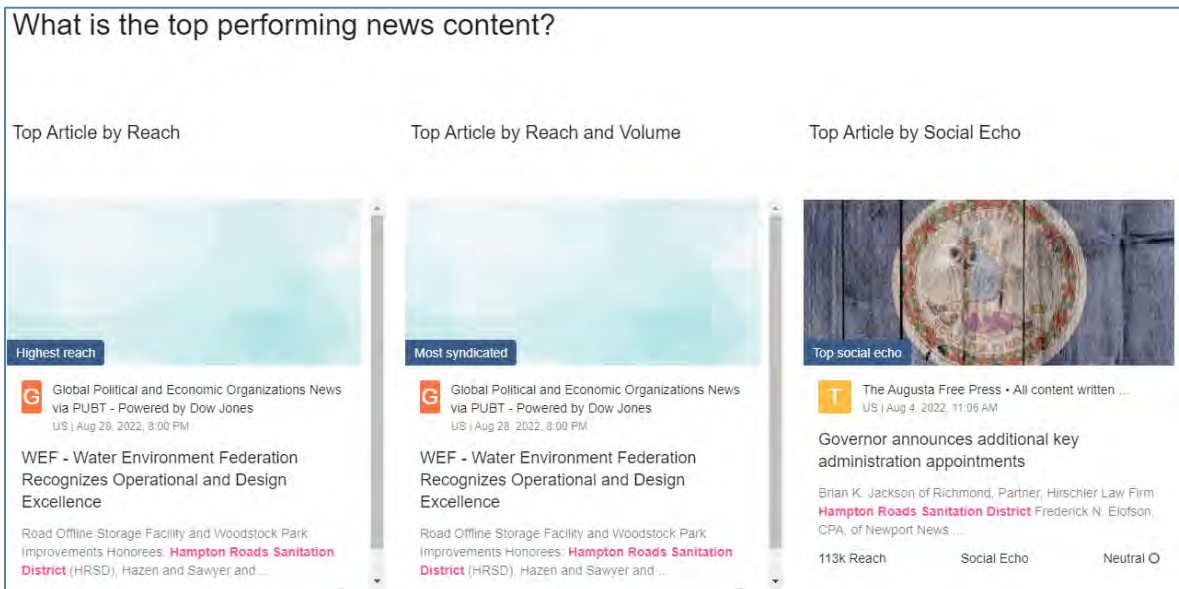 What is the top performing news content?
Top Article by Reach
Highest reach
G
Global Political and Economic Organizations News
via PUBT - Powered by Dow Jones
US | Aug 28, 2022, 8:00 PM
WEF - Water Environment Federation
Recognizes Operational and Design
Excellence
Road Offline Storage Facility and Woodstock Park
Improvements Honorees: Hampton Roads Sanitation
District (HRSD), Hazen and Sawyer and ...
Top Article by Reach and Volume
Most syndicated
G
Global Political and Economic Organizations News
via PUBT - Powered by Dow Jones
US | Aug 28, 2022, 8:00 PM
WEF - Water Environment Federation
Recognizes Operational and Design
Excellence
Road Offline Storage Facility and Woodstock Park
Improvements Honorees: Hampton Roads Sanitation
District (HRSD), Hazen and Sawyer and ...
Top Article by Social Echo
Top social echo
T
The Augusta Free Press • All content written ...
US | Aug 4, 2022, 11:06 AM
Governor announces additional key
administration appointments
Brian K. Jackson of Richmond, Partner, Hirschler Law Firm
Hampton Roads Sanitation District Frederick N. Elofson,
CPA, of Newport News ...
113k Reach Social Echo Neutral